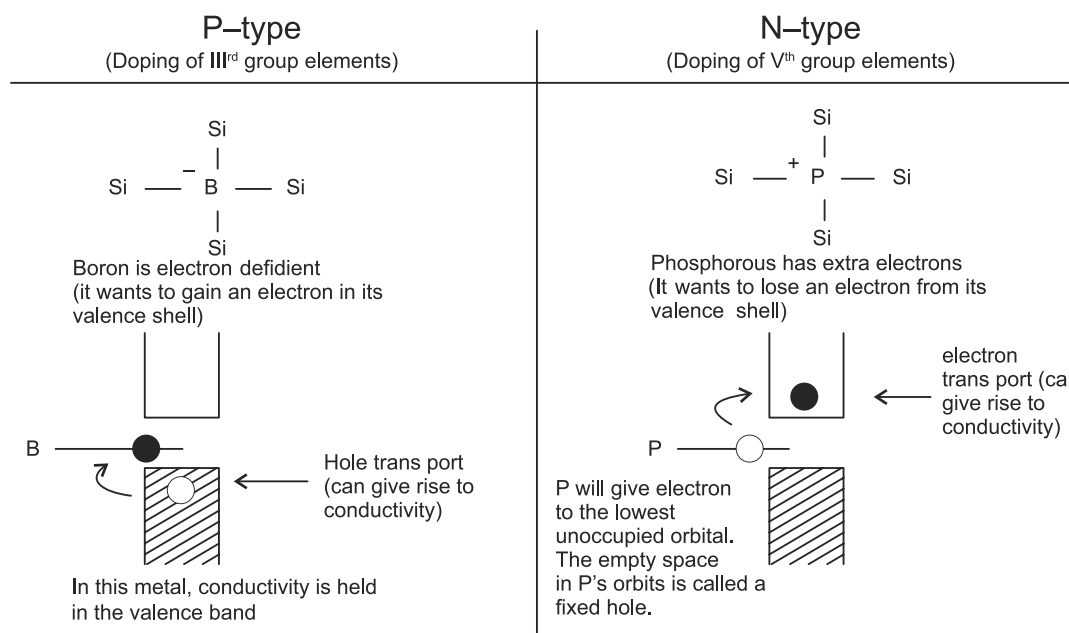 P–type
(Doping of IIIrd group elements)
Si
Si — – B — Si
Si
Boron is electron defidient
(it wants to gain an electron in its
valence shell)
B
Hole trans port
(can give rise to
conductivity)
In this metal, conductivity is held
in the valence band
N–type
(Doping of Vth group elements)
Si
Si — + P — Si
Si
Phosphorous has extra electrons
(It wants to lose an electron from its
valence shell)
electron
trans port (ca
give rise to
conductivity)
P
P will give electron
to the lowest
unoccupied orbital.
The empty space
in P's orbits is called a
fixed hole.